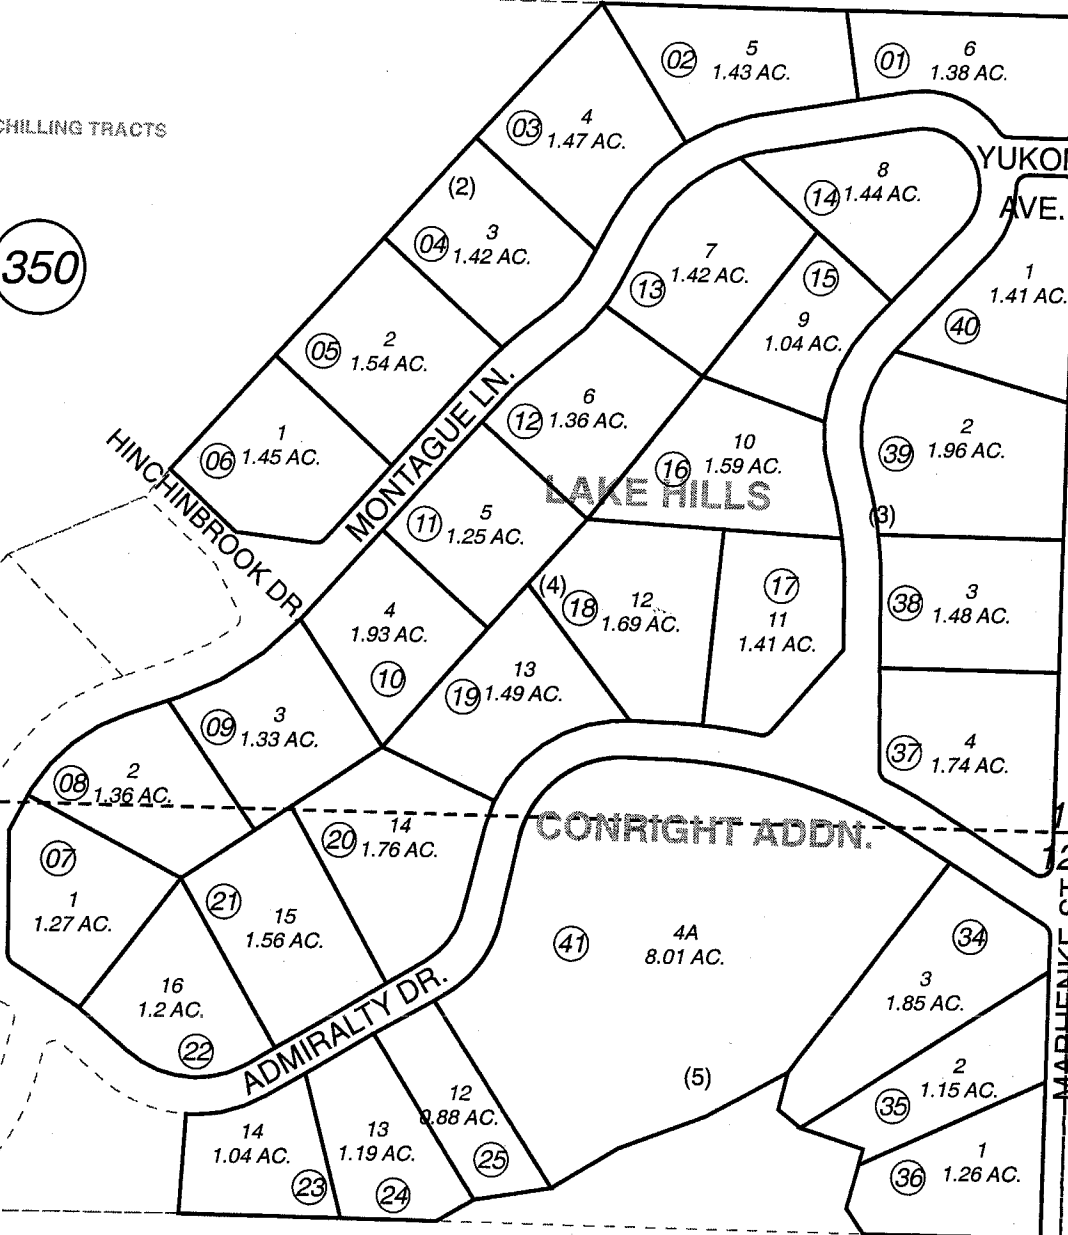 5
02
1.43 AC.
6
01
1.38 AC.
CHILLING TRACTS
4
03
1.47 AC.
YUKON
AVE.
8
14
1.44 AC.
(2)
3
04
1.42 AC.
350
7
13
1.42 AC.
15
9
1.04 AC.
1
1.41 AC.
40
2
05
1.54 AC.
MONTAGUE LN.
6
12
1.36 AC.
1
06
1.45 AC.
HINCHINBROOK DR.
10
16
1.59 AC.
2
39
1.96 AC.
LAKE HILLS
5
11
1.25 AC.
(3)
(4)
12
18
1.69 AC.
17
11
1.41 AC.
3
38
1.48 AC.
4
1.93 AC.
10
13
19
1.49 AC.
3
09
1.33 AC.
4
37
1.74 AC.
2
08
1.36 AC.
1
12
CONRIGHT ADDN.
14
20
1.76 AC.
07
1
1.27 AC.
21
15
1.56 AC.
4A
41
8.01 AC.
34
3
1.85 AC.
16
1.2 AC.
22
ADMIRALTY DR.
MARHENKE ST.
(5)
2
1.15 AC.
35
12
0.88 AC.
25
14
1.04 AC.
23
13
1.19 AC.
24
1
36
1.26 AC.